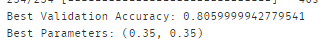 Best Validation Accuracy: 0.8059999942779541
Best Parameters: (0.35, 0.35)